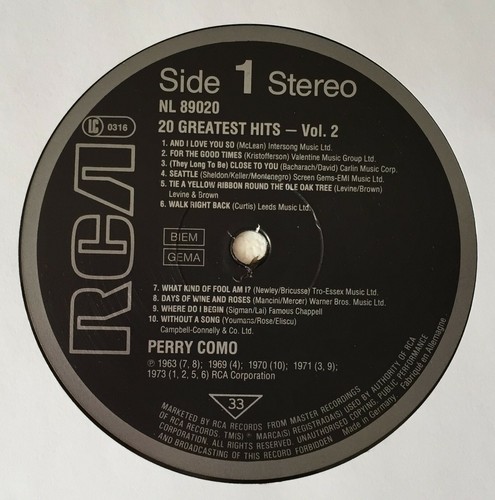 Side 1 Stereo
NL 89020
LC 0316
20 GREATEST HITS — Vol. 2
1. AND I LOVE YOU SO (McLean) Intersong Music Ltd.
2. FOR THE GOOD TIMES (Kristofferson) Valentine Music Group Ltd.
3. (They Long To Be) CLOSE TO YOU (Bacharach/David) Carlin Music Corp.
4. SEATTLE (Sheldon/Keller/Montenegro) Screen Gems-EMI Music Ltd.
5. TIE A YELLOW RIBBON ROUND THE OLE OAK TREE (Levine/Brown)
Levine & Brown
6. WALK RIGHT BACK (Curtis) Leeds Music Ltd.
RCA
BIEM
GEMA
7. WHAT KIND OF FOOL AM I? (Newley/Bricusse) Tro-Essex Music Ltd.
8. DAYS OF WINE AND ROSES (Mancini/Mercer) Warner Bros. Music Ltd.
9. WHERE DO I BEGIN (Sigman/Lai) Famous Chappell
10. WITHOUT A SONG (Youmans/Rose/Eliscu)
Campbell-Connelly & Co. Ltd.
PERRY COMO
℗ 1963 (7, 8); 1969 (4); 1970 (10); 1971 (3, 9);
1973 (1, 2, 5, 6) RCA Corporation
33
MARKETED BY RCA RECORDS FROM MASTER RECORDINGS
OF RCA RECORDS. TM(S) ® MARCA(S) REGISTRADA(S) USED BY AUTHORITY OF RCA
CORPORATION. ALL RIGHTS RESERVED. UNAUTHORISED COPYING, PUBLIC PERFORMANCE
AND BROADCASTING OF THIS RECORD FORBIDDEN
Made in Germany.
Fabriqué en Allemagne